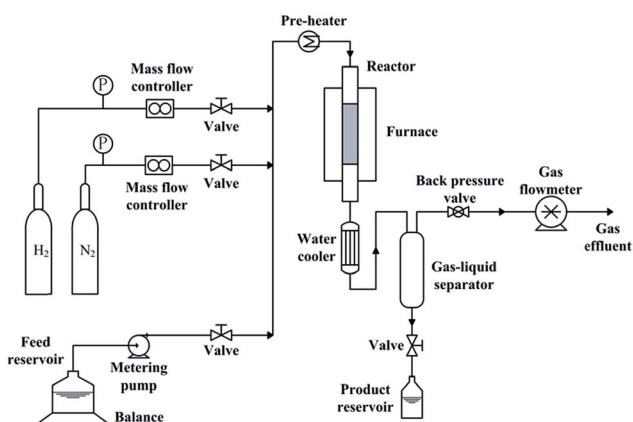 Pre-heater
Mass flow
controller
P
Reactor
Valve
Furnace
P
Mass flow
controller
Valve
H2
N2
Back pressure
valve
Gas
flowmeter
Gas
effluent
Water
cooler
Gas-liquid
separator
Feed
reservoir
Valve
Metering
pump
Valve
Product
reservoir
Balance